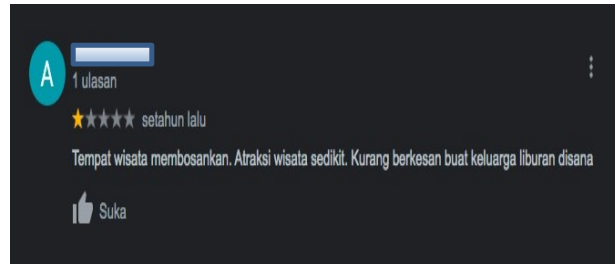 A
1 ulasan
setahun lalu
Tempat wisata membosankan. Atraksi wisata sedikit. Kurang berkesan buat keluarga liburan disana
Suka